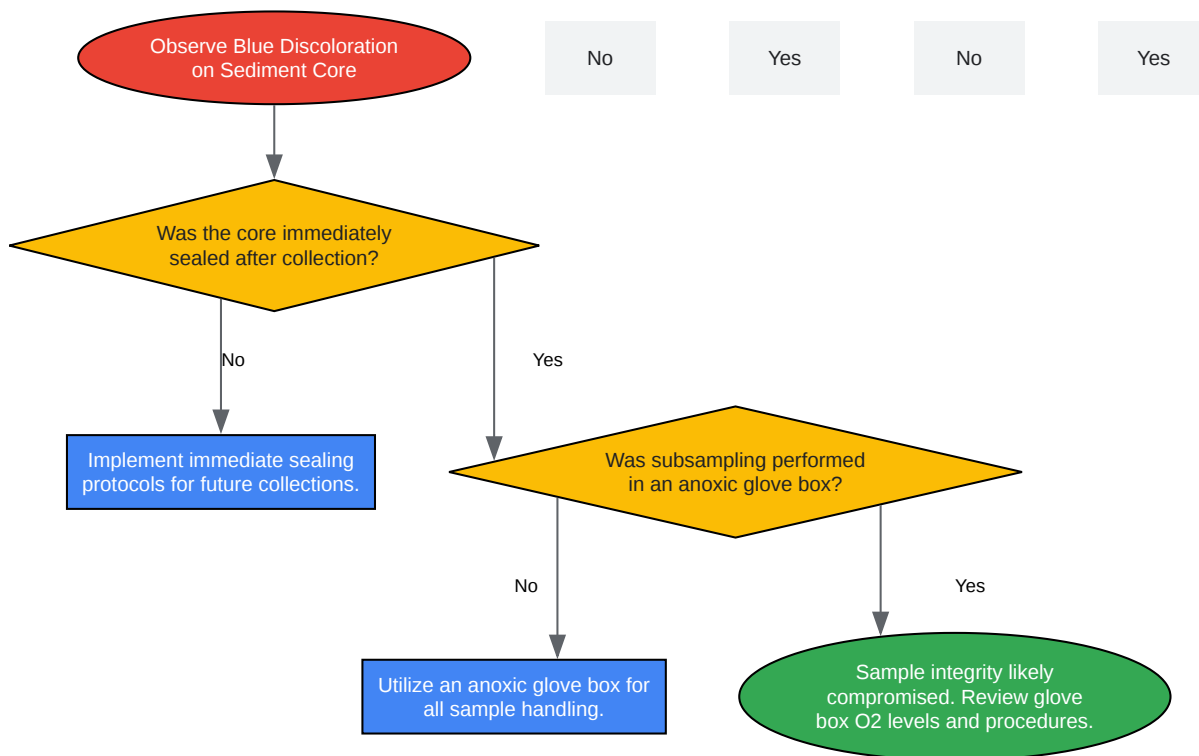 Observe Blue Discoloration
on Sediment Core
No
Yes
No
Yes
Was the core immediately
sealed after collection?
No
Yes
Implement immediate sealing
protocols for future collections.
Was subsampling performed
in an anoxic glove box?
No
Yes
Utilize an anoxic glove box for
all sample handling.
Sample integrity likely
compromised. Review glove
box O2 levels and procedures.